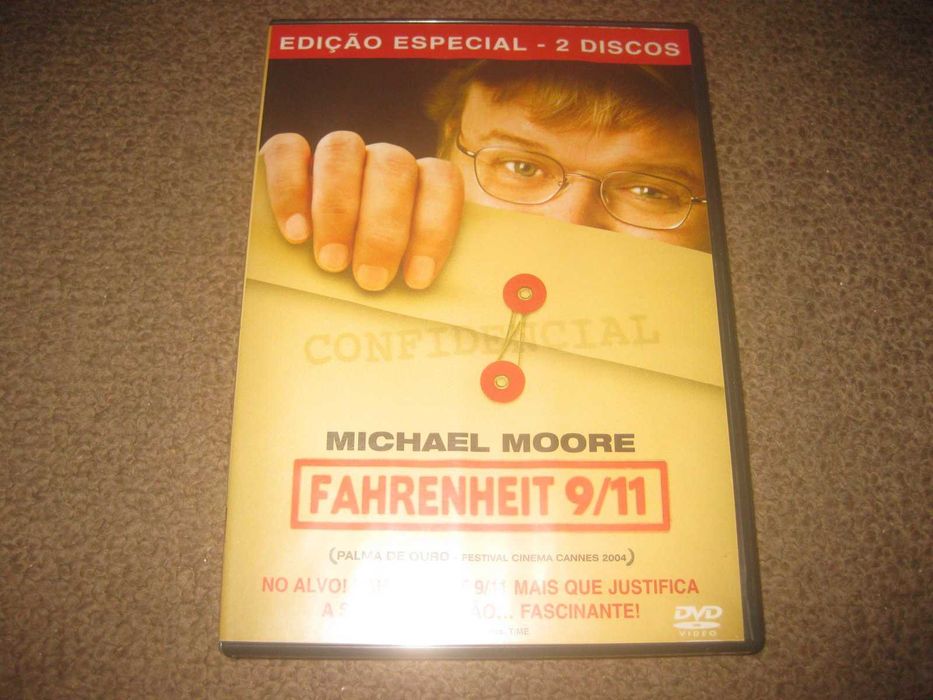 EDIÇÃO ESPECIAL - 2 DISCOS
CONFIDENCIAL
MICHAEL MOORE
FAHRENHEIT 9/11
(PALMA DE OURO - FESTIVAL CINEMA CANNES 2004)
NO ALVO! 9/11 MAIS QUE JUSTIFICA
A FASCINANTE!
TIME
DVD
VIDEO